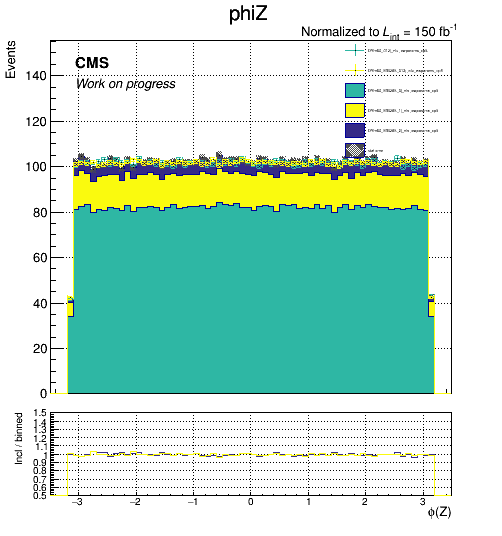 phiZ
Normalized to L_int = 150 fb⁻¹
Events
CMS
Work on progress
stat error
140
120
100
80
60
40
20
0
Incl / binned
1.5
1.4
1.3
1.2
1.1
1
0.9
0.8
0.7
0.6
0.5
−3 −2 −1 0 1 2 3
ϕ(Z)